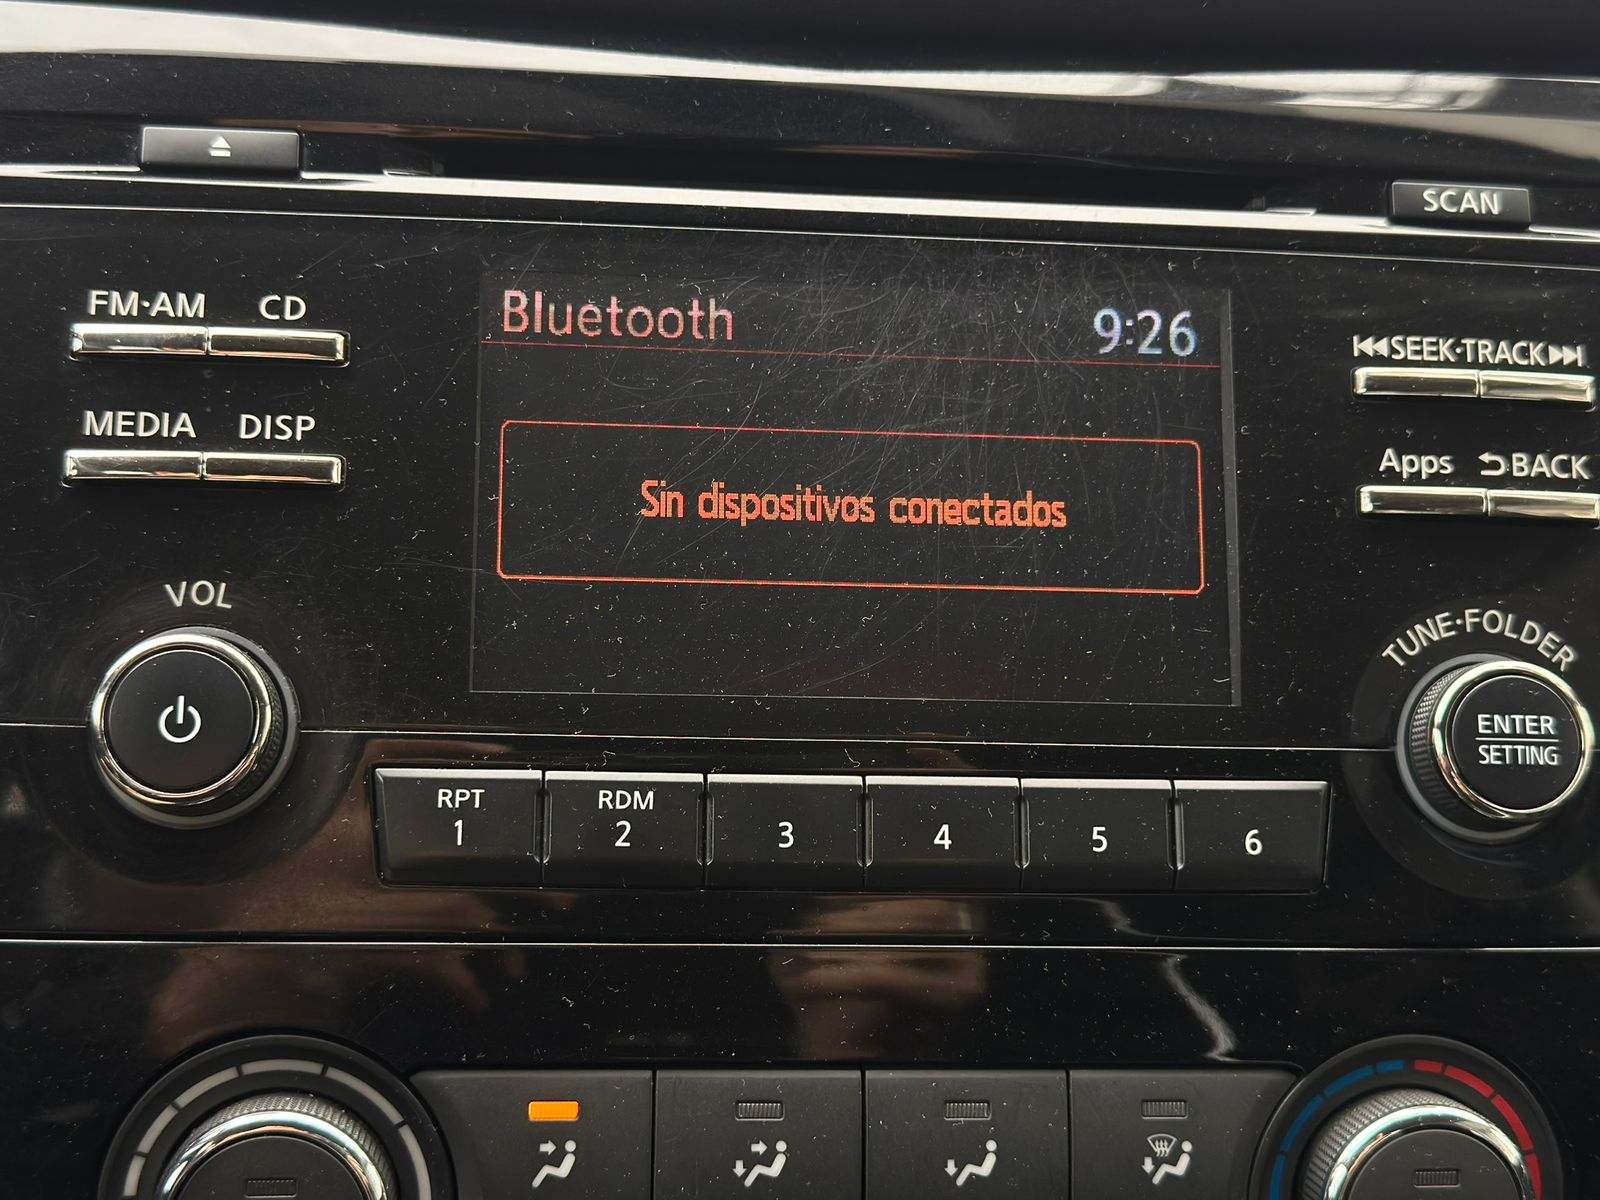 SCAN
FM·AM CD
Bluetooth 9:26
SEEK·TRACK
MEDIA DISP
Apps BACK
Sin dispositivos conectados
VOL
TUNE·FOLDER
ENTER
SETTING
RPT RDM
1 2 3 4 5 6